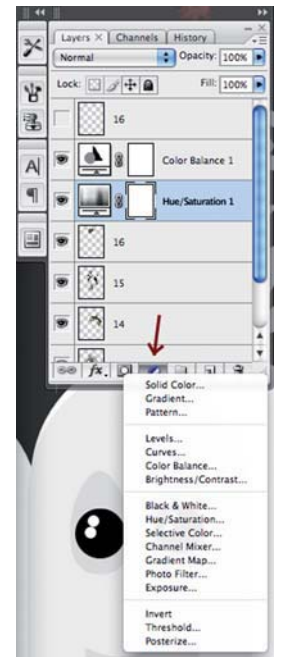 Layers × Channels History
Normal Opacity: 100%
Lock: Fill: 100%
16
Color Balance 1
Hue/Saturation 1
16
15
14
fx.
Solid Color...
Gradient...
Pattern...
Levels...
Curves...
Color Balance...
Brightness/Contrast...
Black & White...
Hue/Saturation...
Selective Color...
Channel Mixer...
Gradient Map...
Photo Filter...
Exposure...
Invert
Threshold...
Posterize...